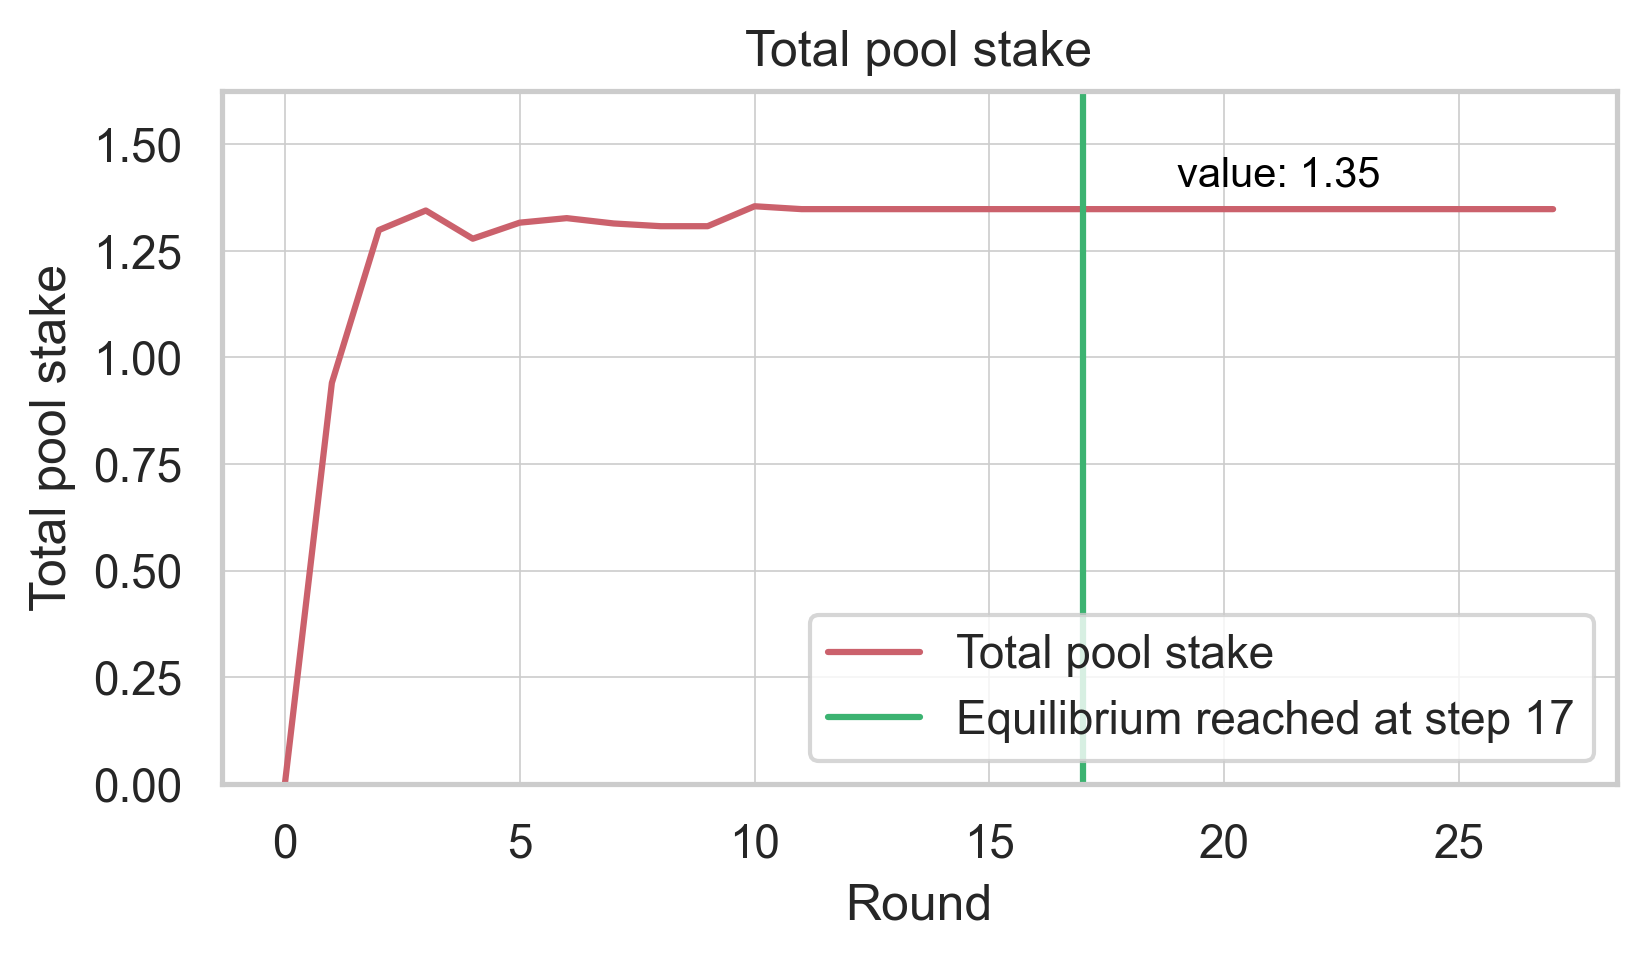 Total pool stake
1.50
1.25
1.00
0.75
0.50
0.25
0.00
Total pool stake
value: 1.35
Total pool stake
Equilibrium reached at step 17
0 5 10 15 20 25
Round